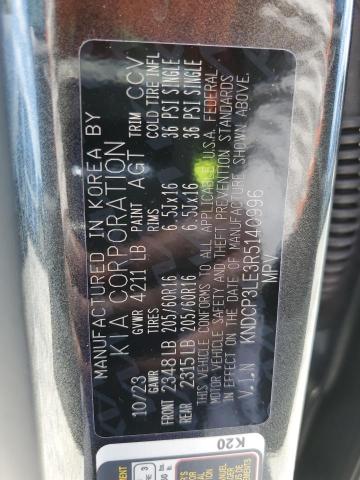 MANUFACTURED IN KOREA BY
KIA CORPORATION
10/23 GVWR 4211 LB PAINT AGT TRIM CCV
GAWR TIRES RIMS COLD TIRE INFL
FRT 2348 LB 205/60R16 6.5JX16 36 PSI SINGLE
REAR 2315 LB 205/60R16 6.5JX16 36 PSI SINGLE
THIS VEHICLE CONFORMS TO ALL APPLICABLE U.S.A. FEDERAL
MOTOR VEHICLE SAFETY AND THEFT PREVENTION STANDARDS
IN EFFECT ON THE DATE OF MANUFACTURE SHOWN ABOVE.
V.I.N KNDCP3LE3R5140996
MPV
K20